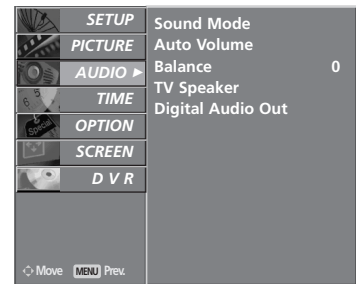 SETUP
PICTURE
AUDIO ►
TIME
OPTION
SCREEN
D V R
Move MENU Prev.
Sound Mode
Auto Volume
Balance 0
TV Speaker
Digital Audio Out